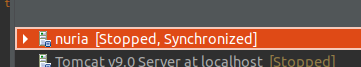 nuria [Stopped, Synchronized]
Tomcat v9.0 Server at localhost [Stopped]